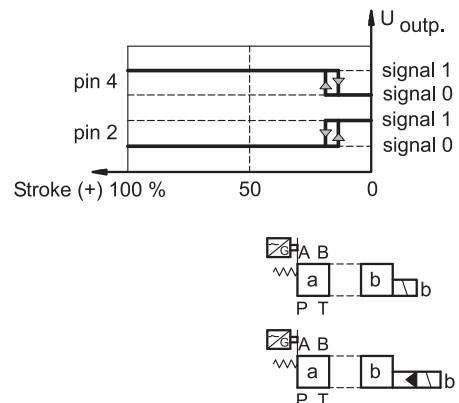 U outp.
signal 1
pin 4
signal 0
signal 1
pin 2
signal 0
Stroke (+) 100 % 50 0
G A B
a b b
P T
G A B
a b b
P T